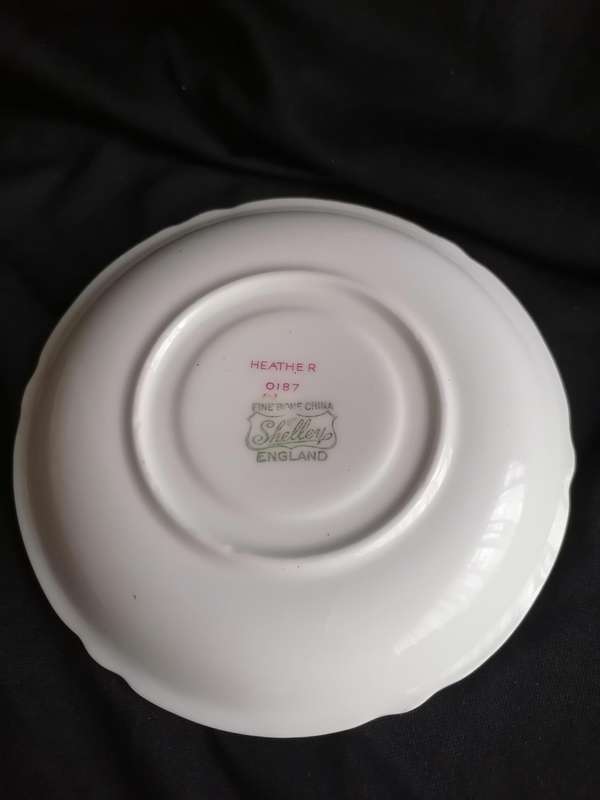 HEATHER
0187
FINE BONE CHINA
Shelley
ENGLAND